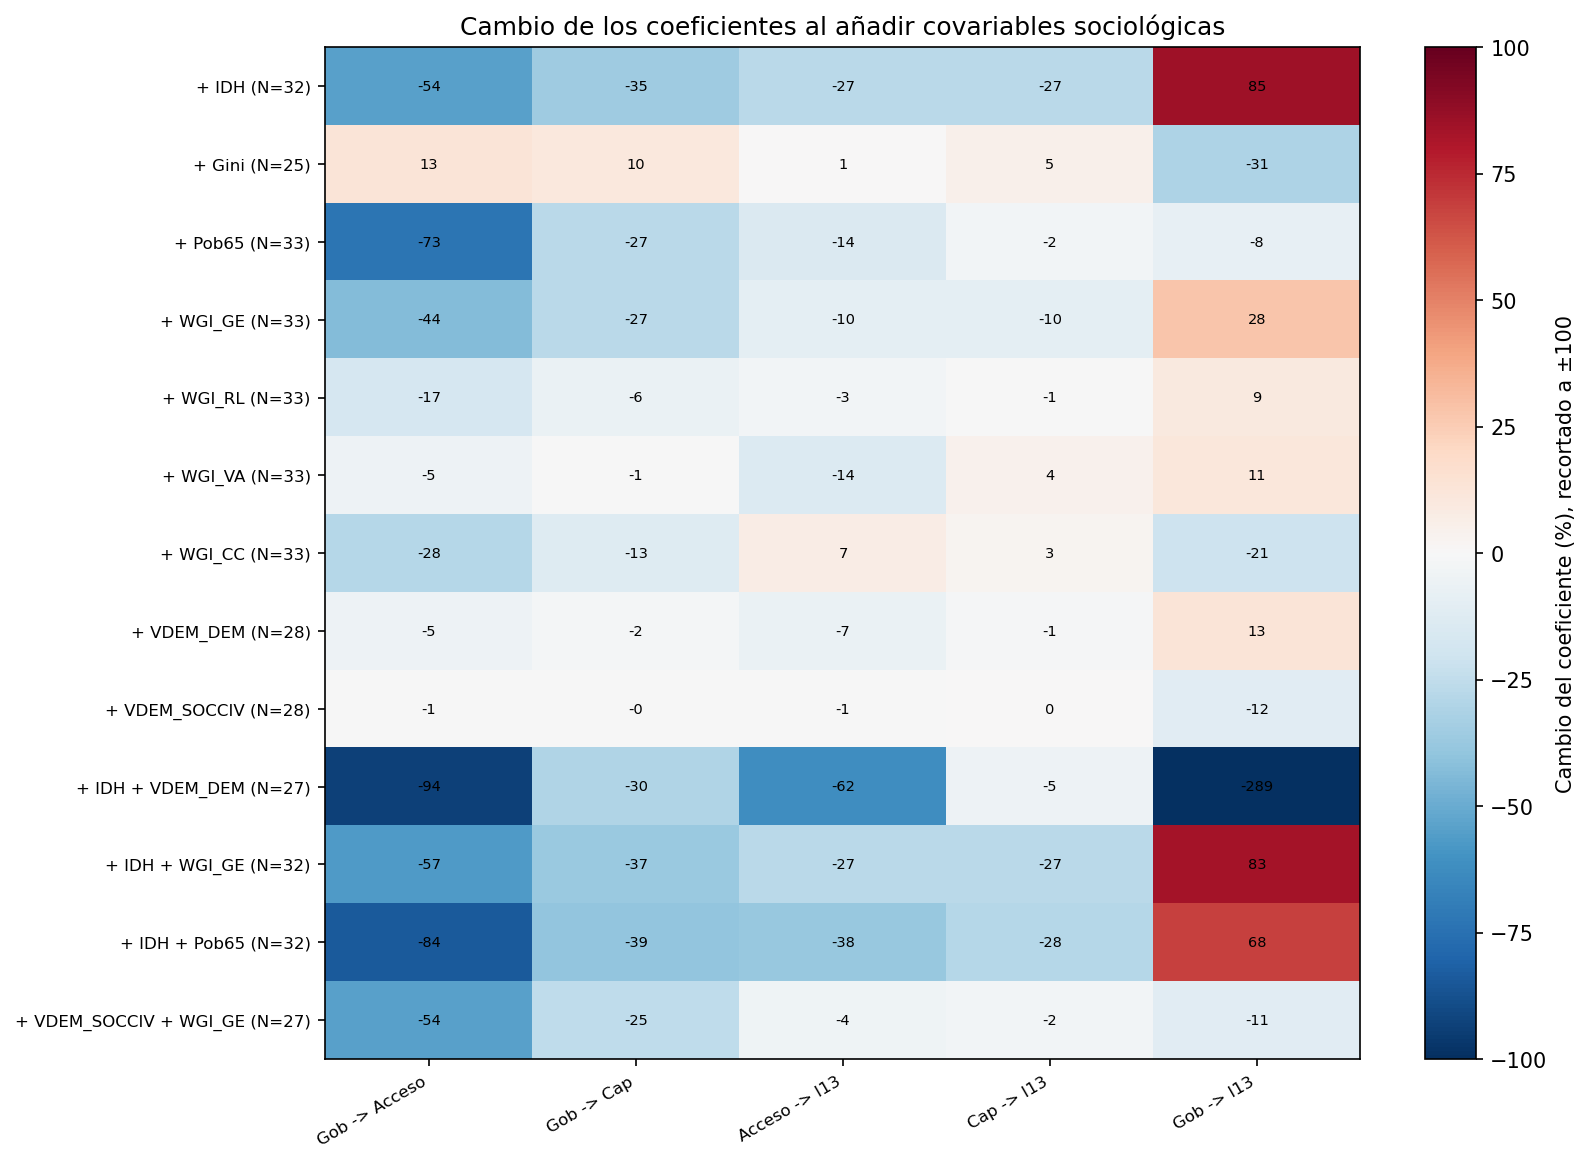 Cambio de los coeficientes al añadir covariables sociológicas
+ IDH (N=32) -54 -35 -27 -27 85
+ Gini (N=25) 13 10 1 5 -31
+ Pob65 (N=33) -73 -27 -14 -2 -8
+ WGI_GE (N=33) -44 -27 -10 -10 28
+ WGI_RL (N=33) -17 -6 -3 -1 9
+ WGI_VA (N=33) -5 -1 -14 4 11
+ WGI_CC (N=33) -28 -13 7 3 -21
+ VDEM_DEM (N=28) -5 -2 -7 -1 13
+ VDEM_SOCCIV (N=28) -1 -0 -1 0 -12
+ IDH + VDEM_DEM (N=27) -94 -30 -62 -5 -289
+ IDH + WGI_GE (N=32) -57 -37 -27 -27 83
+ IDH + Pob65 (N=32) -84 -39 -38 -28 68
+ VDEM_SOCCIV + WGI_GE (N=27) -54 -25 -4 -2 -11
Gob -> Acceso
Gob -> Cap
Acceso -> I13
Cap -> I13
Gob -> I13
100
75
50
25
0
−25
−50
−75
−100
Cambio del coeficiente (%), recortado a ±100